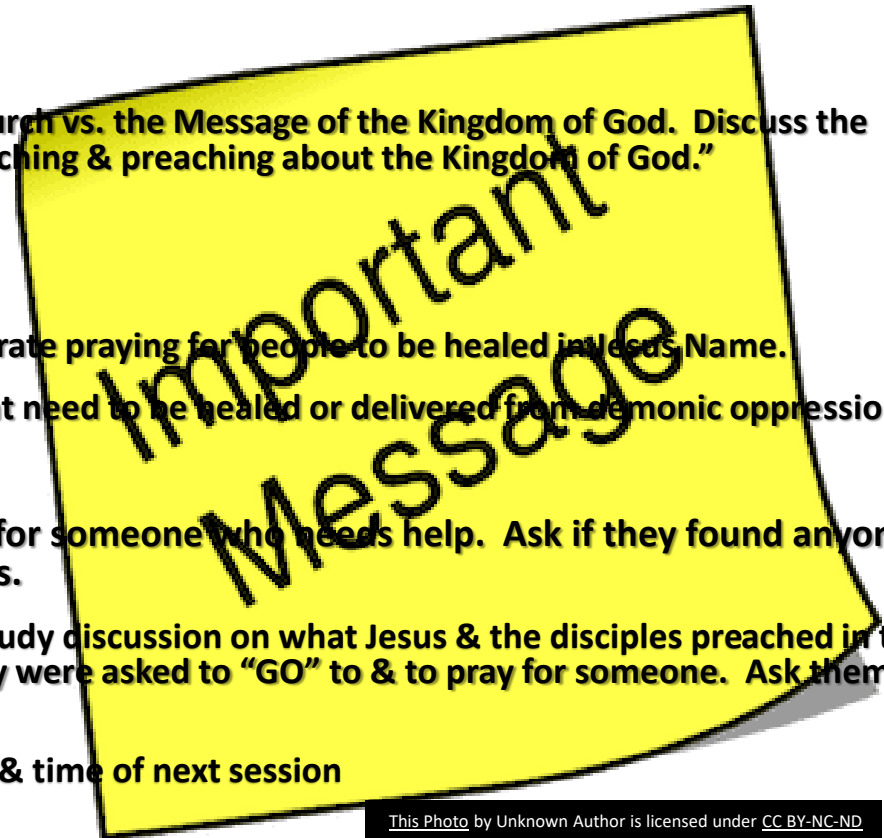 urch vs. the Message of the Kingdom of God. Discuss the
ching & preaching about the Kingdom of God.”
Important
rate praying for people to be healed in Jesus Name.
at need to be healed or delivered from demonic oppressio
Message
for someone who needs help. Ask if they found anyon
s.
udy discussion on what Jesus & the disciples preached in t
y were asked to “GO” to & to pray for someone. Ask them
& time of next session
This Photo by Unknown Author is licensed under CC BY-NC-ND